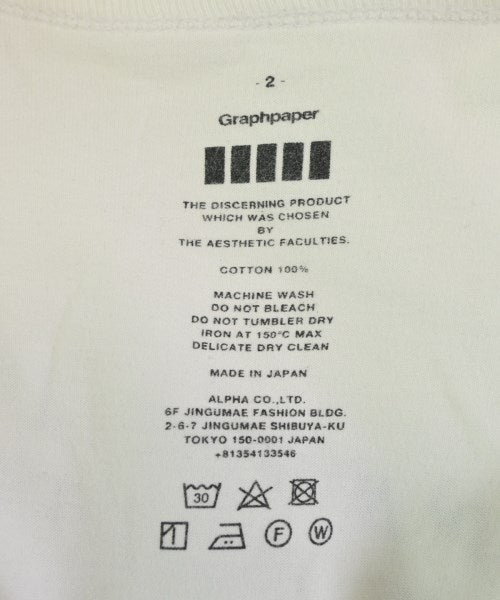 - 2 -
Graphpaper
THE DISCERNING PRODUCT
WHICH WAS CHOSEN
BY
THE AESTHETIC FACULTIES.
COTTON 100%
MACHINE WASH
DO NOT BLEACH
DO NOT TUMBLER DRY
IRON AT 150°C MAX
DELICATE DRY CLEAN
MADE IN JAPAN
ALPHA CO.,LTD.
6F JINGUMAE FASHION BLDG.
2-6-7 JINGUMAE SHIBUYA-KU
TOKYO 150-0001 JAPAN
+81354133546
30
F W